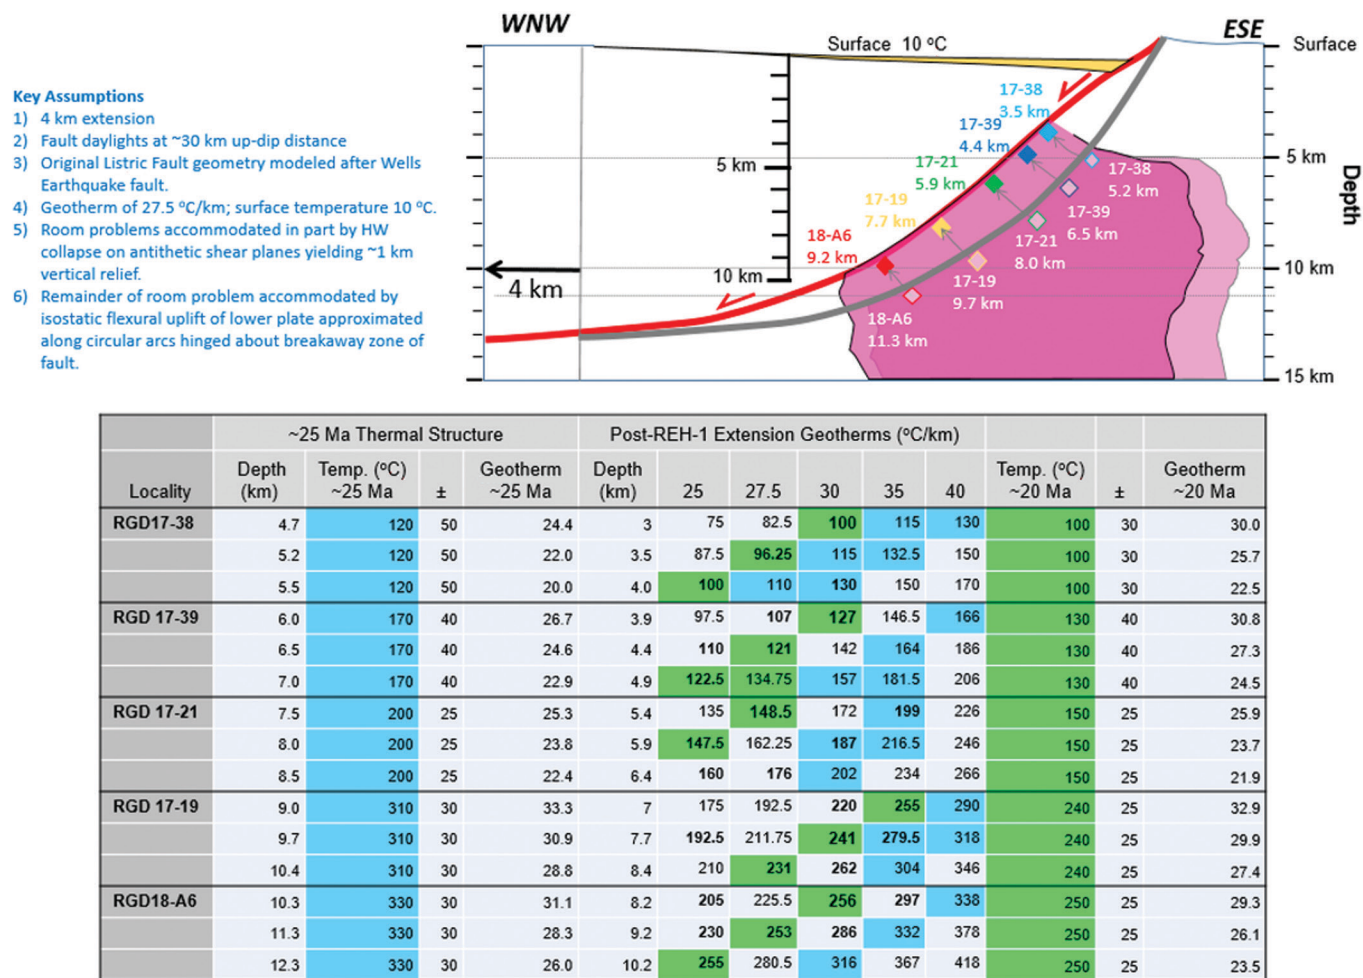 WNW
ESE
Surface 10 °C
Surface
Key Assumptions
1) 4 km extension
2) Fault daylights at ~30 km up-dip distance
3) Original Listric Fault geometry modeled after Wells
Earthquake fault.
4) Geotherm of 27.5 °C/km; surface temperature 10 °C.
5) Room problems accommodated in part by HW
collapse on antithetic shear planes yielding ~1 km
vertical relief.
6) Remainder of room problem accommodated by
isostatic flexural uplift of lower plate approximated
along circular arcs hinged about breakaway zone of
fault.
17-38
3.5 km
17-39
4.4 km
17-21
5.9 km
17-19
7.7 km
18-A6
9.2 km
5 km
10 km
4 km
17-38
5.2 km
17-39
6.5 km
17-21
8.0 km
17-19
9.7 km
18-A6
11.3 km
5 km
10 km
15 km
Depth
~25 Ma Thermal Structure Post-REH-1 Extension Geotherms (°C/km)
Locality Depth (km) Temp. (°C) ~25 Ma ± Geotherm ~25 Ma Depth (km) 25 27.5 30 35 40 Temp. (°C) ~20 Ma ± Geotherm ~20 Ma
RGD17-38 4.7 120 50 24.4 3 75 82.5 100 115 130 100 30 30.0
5.2 120 50 22.0 3.5 87.5 96.25 115 132.5 150 100 30 25.7
5.5 120 50 20.0 4.0 100 110 130 150 170 100 30 22.5
RGD 17-39 6.0 170 40 26.7 3.9 97.5 107 127 146.5 166 130 40 30.8
6.5 170 40 24.6 4.4 110 121 142 164 186 130 40 27.3
7.0 170 40 22.9 4.9 122.5 134.75 157 181.5 206 130 40 24.5
RGD 17-21 7.5 200 25 25.3 5.4 135 148.5 172 199 226 150 25 25.9
8.0 200 25 23.8 5.9 147.5 162.25 187 216.5 246 150 25 23.7
8.5 200 25 22.4 6.4 160 176 202 234 266 150 25 21.9
RGD 17-19 9.0 310 30 33.3 7 175 192.5 220 255 290 240 25 32.9
9.7 310 30 30.9 7.7 192.5 211.75 241 279.5 318 240 25 29.9
10.4 310 30 28.8 8.4 210 231 262 304 346 240 25 27.4
RGD18-A6 10.3 330 30 31.1 8.2 205 225.5 256 297 338 250 25 29.3
11.3 330 30 28.3 9.2 230 253 286 332 378 250 25 26.1
12.3 330 30 26.0 10.2 255 280.5 316 367 418 250 25 23.5